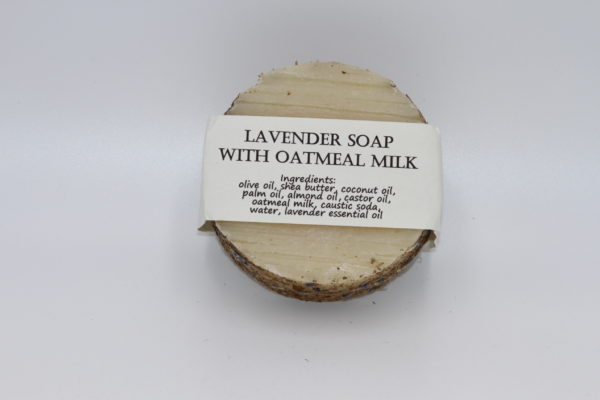 LAVENDER SOAP
WITH OATMEAL MILK
Ingredients:
olive oil, shea butter, coconut oil,
palm oil, almond oil, castor oil,
oatmeal milk, caustic soda,
water, lavender essential oil